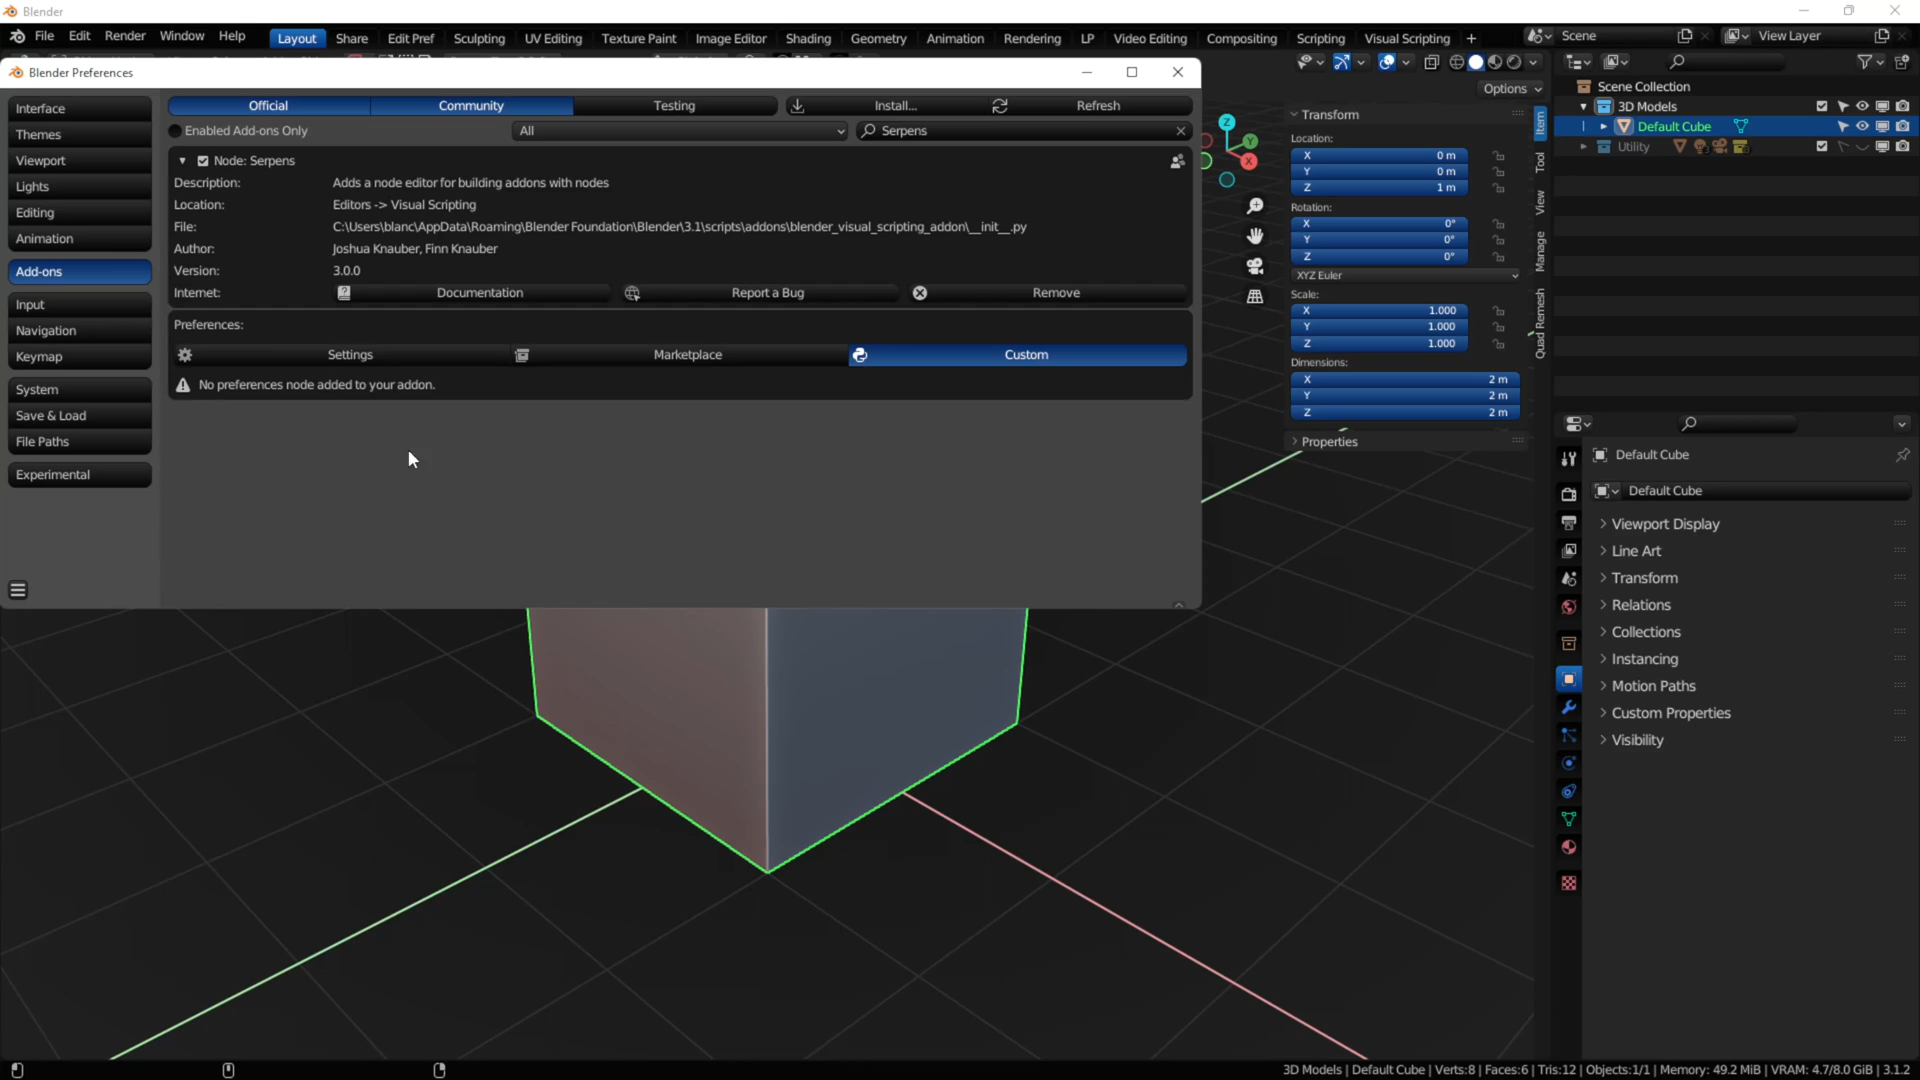 Blender
File Edit Render Window Help Layout Share Edit Pref Sculpting UV Editing Texture Paint Image Editor Shading Geometry Animation Rendering LP Video Editing Compositing Scripting Visual Scripting + Scene View Layer
Blender Preferences
Options
Interface
Themes
Viewport
Lights
Editing
Animation
Add-ons
Input
Navigation
Keymap
System
Save & Load
File Paths
Experimental
Official Community Testing Install... Refresh
Enabled Add-ons Only All Serpens
Node: Serpens
Description: Adds a node editor for building addons with nodes
Location: Editors -> Visual Scripting
File: C:\Users\blanc\AppData\Roaming\Blender Foundation\Blender\3.1\scripts\addons\blender_visual_scripting_addon\__init__.py
Author: Joshua Knauber, Finn Knauber
Version: 3.0.0
Internet: Documentation Report a Bug Remove
Preferences:
Settings Marketplace Custom
No preferences node added to your addon.
Z
Y
X
Transform
Location:
X 0 m
Y 0 m
Z 1 m
Rotation:
X 0°
Y 0°
Z 0°
XYZ Euler
Scale:
X 1.000
Y 1.000
Z 1.000
Dimensions:
X 2 m
Y 2 m
Z 2 m
Properties
Item
Tool
View
Manage
Quad Remesh
Scene Collection
3D Models
Default Cube
Utility
Default Cube
Default Cube
Viewport Display
Line Art
Transform
Relations
Collections
Instancing
Motion Paths
Custom Properties
Visibility
3D Models | Default Cube | Verts:8 | Faces:6 | Tris:12 | Objects:1/1 | Memory: 49.2 MiB | VRAM: 4.7/8.0 GiB | 3.1.2